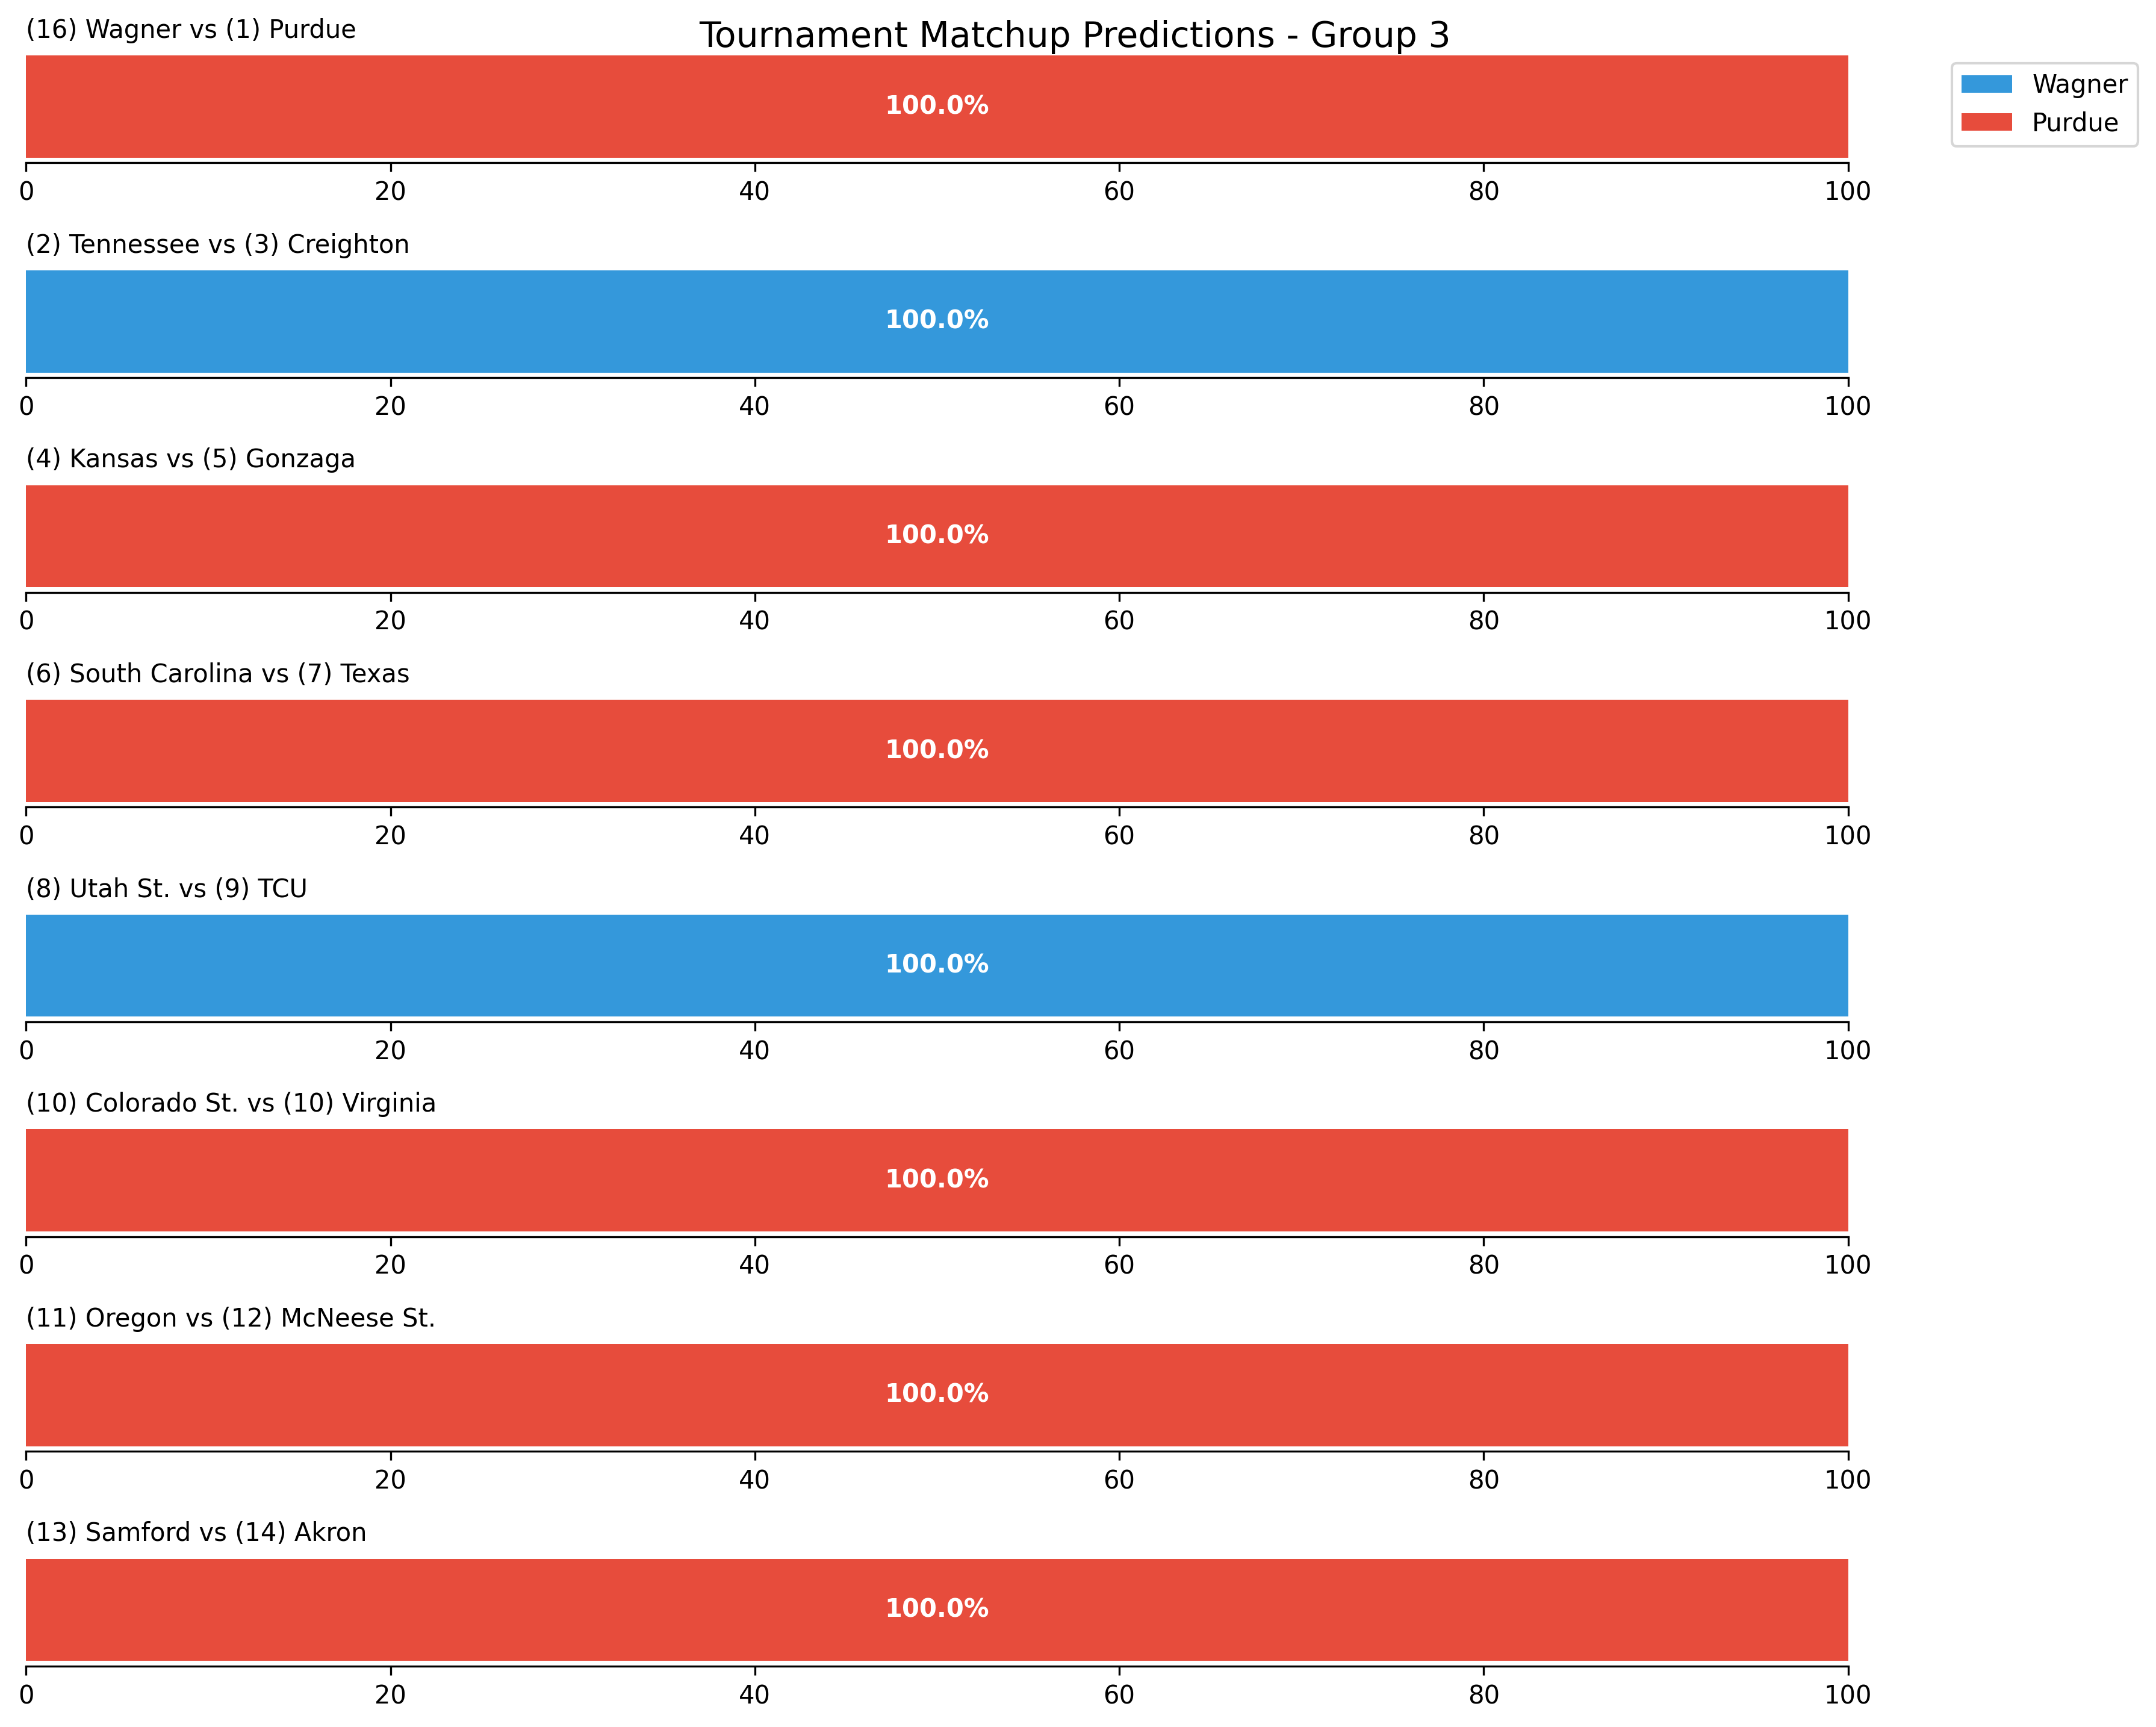 Tournament Matchup Predictions - Group 3
(16) Wagner vs (1) Purdue
100.0%
0 20 40 60 80 100
Wagner
Purdue
(2) Tennessee vs (3) Creighton
100.0%
0 20 40 60 80 100
(4) Kansas vs (5) Gonzaga
100.0%
0 20 40 60 80 100
(6) South Carolina vs (7) Texas
100.0%
0 20 40 60 80 100
(8) Utah St. vs (9) TCU
100.0%
0 20 40 60 80 100
(10) Colorado St. vs (10) Virginia
100.0%
0 20 40 60 80 100
(11) Oregon vs (12) McNeese St.
100.0%
0 20 40 60 80 100
(13) Samford vs (14) Akron
100.0%
0 20 40 60 80 100